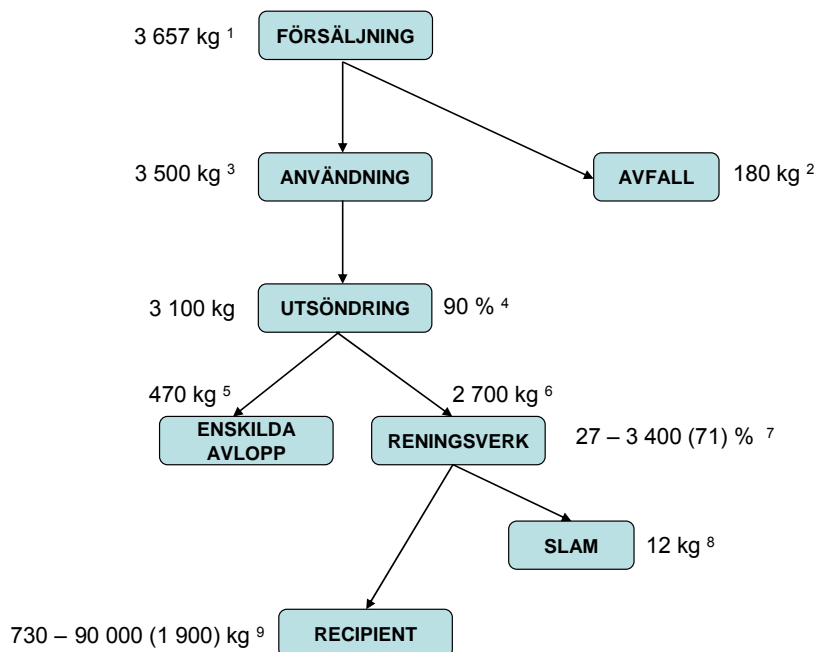 3 657 kg ¹ FÖRSÄLJNING
3 500 kg ³ ANVÄNDNING AVFALL 180 kg ²
3 100 kg UTSÖNDRING 90 % ⁴
470 kg ⁵ 2 700 kg ⁶
ENSKILDA
AVLOPP
RENINGSVERK 27 – 3 400 (71) % ⁷
SLAM 12 kg ⁸
730 – 90 000 (1 900) kg ⁹ RECIPIENT